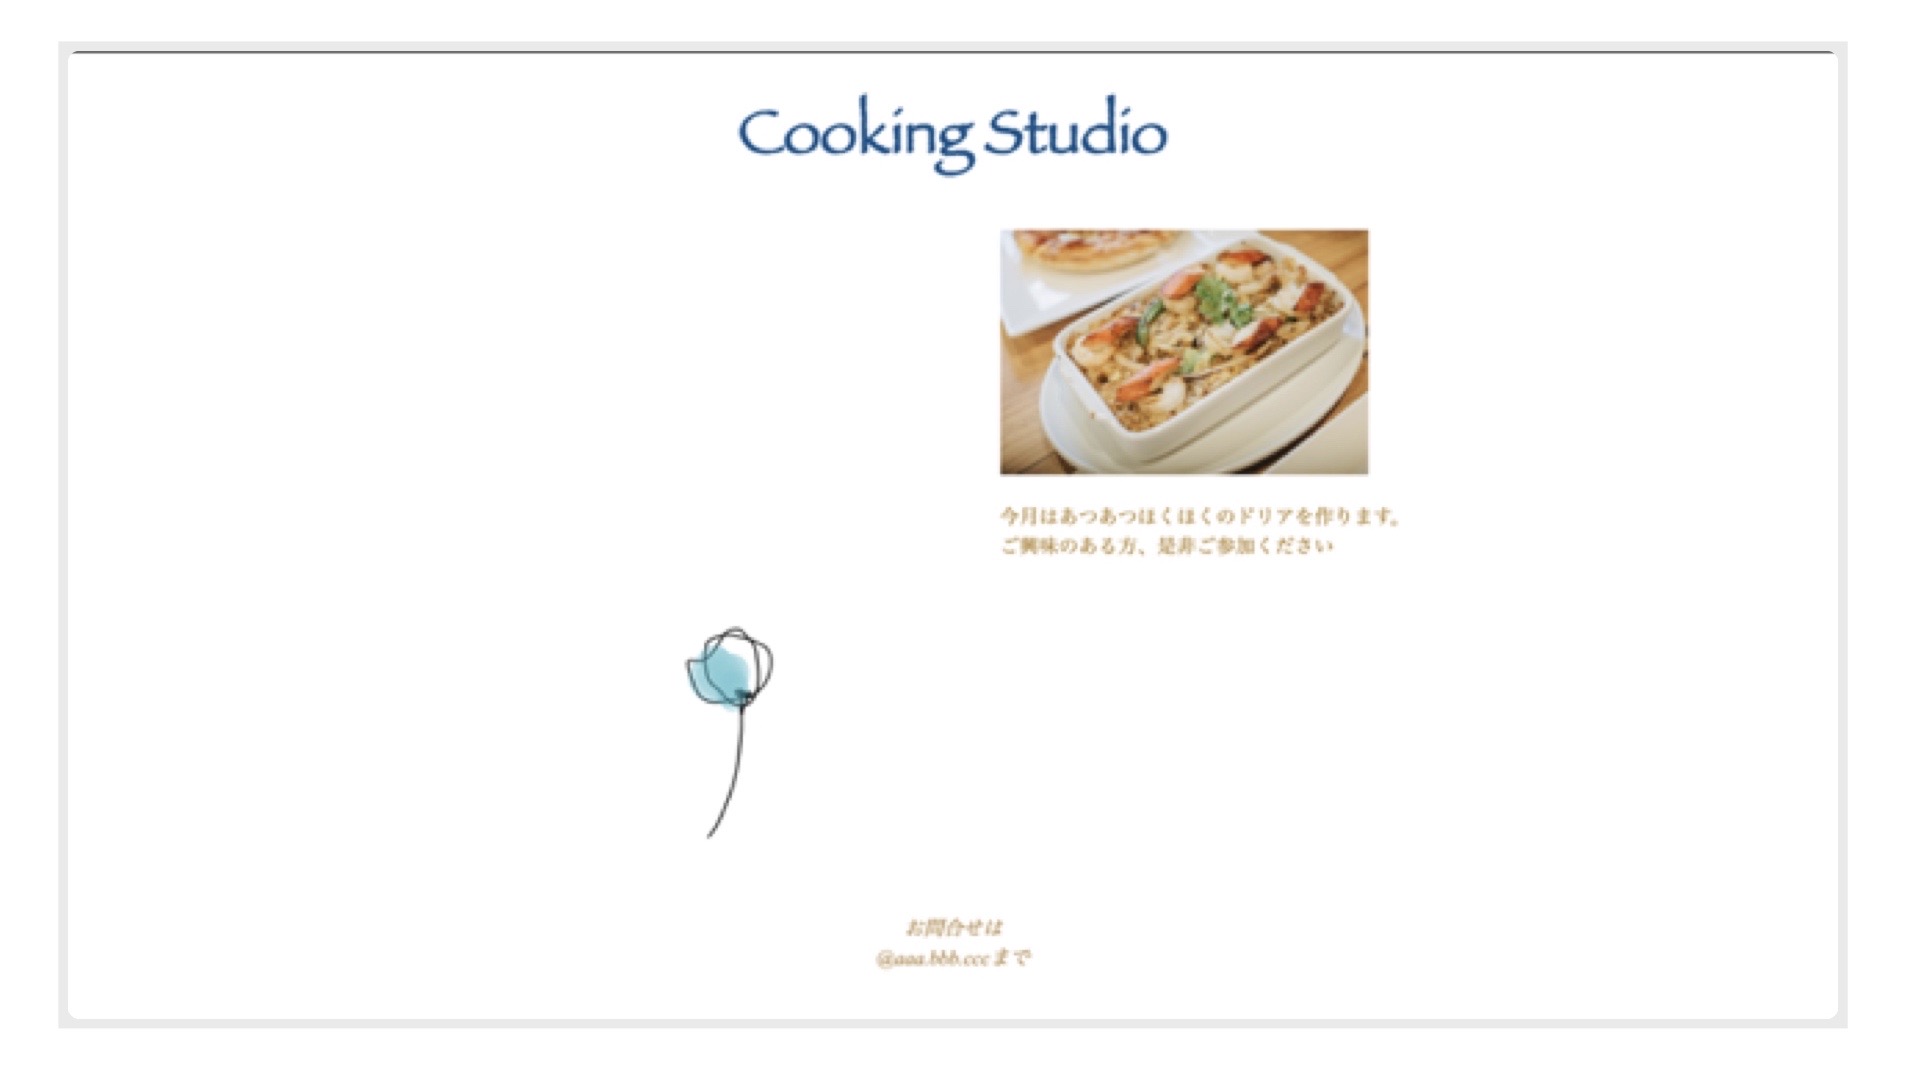 Cooking Studio
今月はあつあつほくほくのドリアを作ります。
ご興味のある方、是非ご参加ください
お問合せは
@aaa.bbb.cccまで